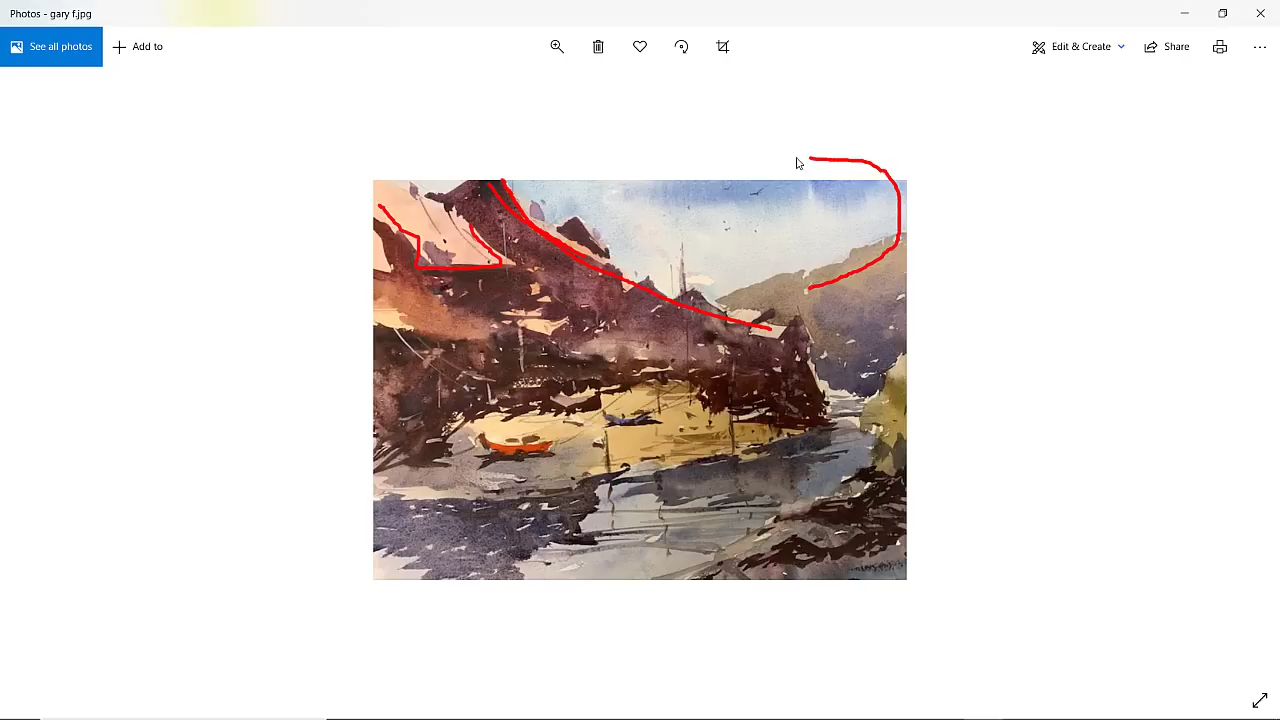 Photos - gary f.jpg
See all photos
Add to
Edit & Create
Share